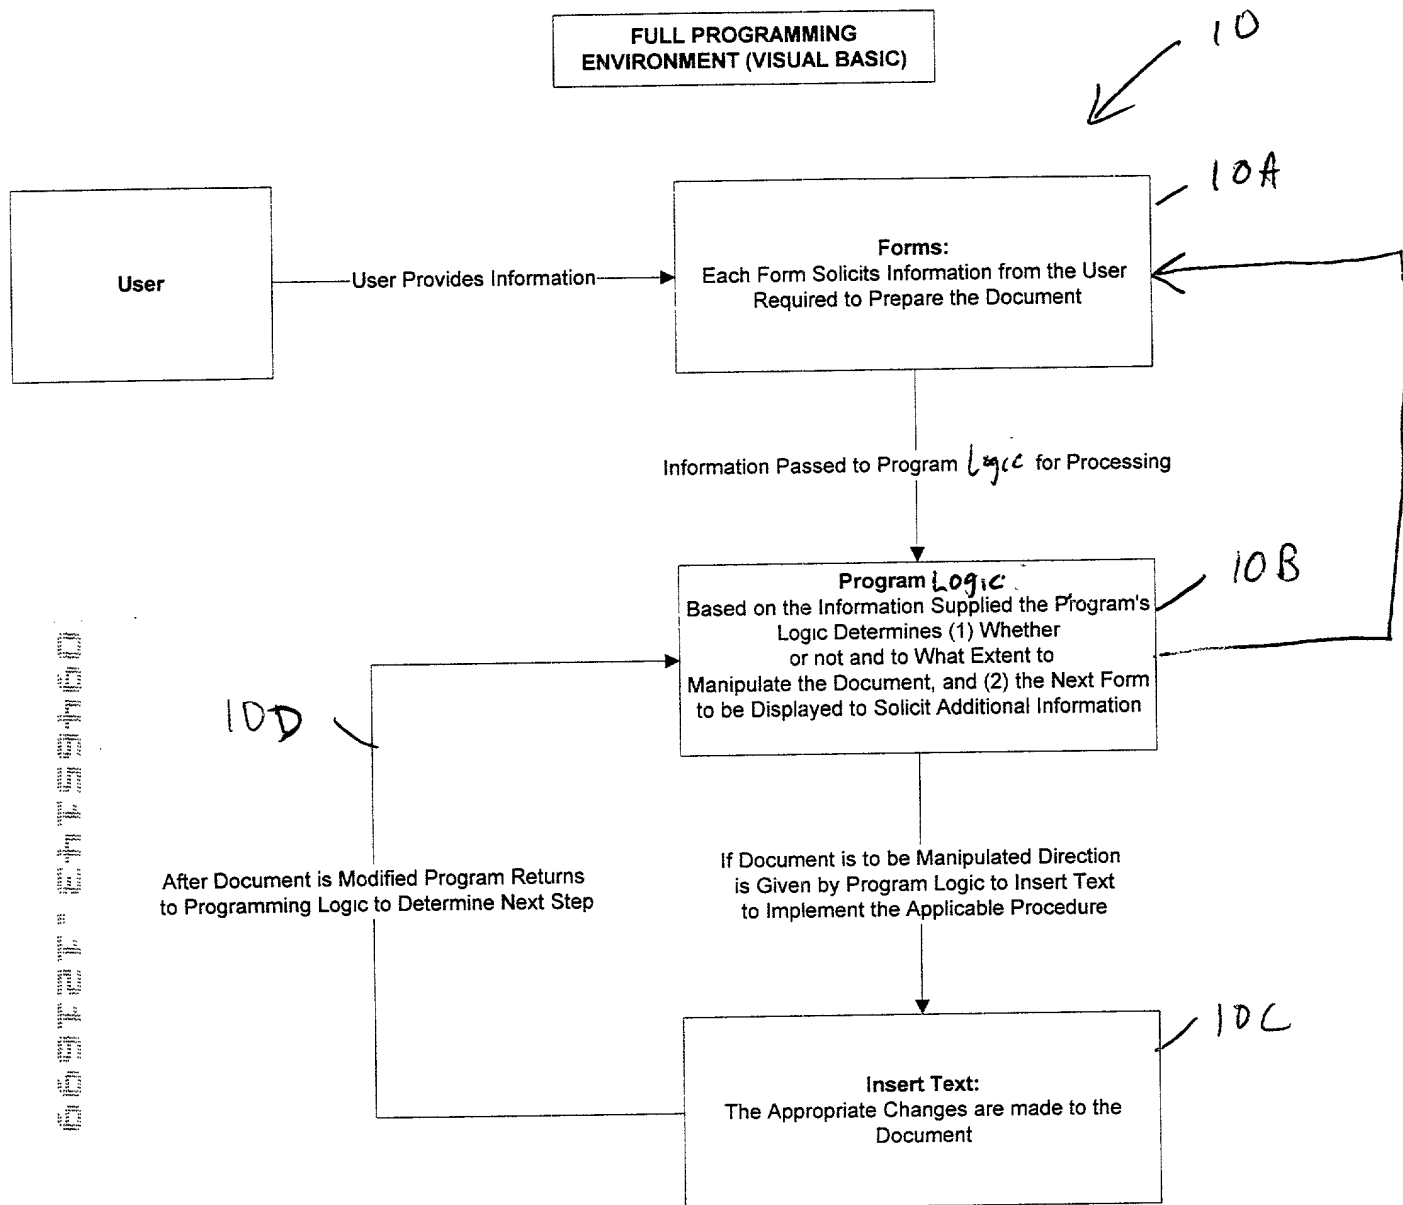 FULL PROGRAMMING
ENVIRONMENT (VISUAL BASIC)
10
10A
User
User Provides Information
Forms:
Each Form Solicits Information from the User
Required to Prepare the Document
Information Passed to Program Logic for Processing
10B
Program Logic:
Based on the Information Supplied the Program's
Logic Determines (1) Whether
or not and to What Extent to
Manipulate the Document, and (2) the Next Form
to be Displayed to Solicit Additional Information
10D
After Document is Modified Program Returns
to Programming Logic to Determine Next Step
If Document is to be Manipulated Direction
is Given by Program Logic to Insert Text
to Implement the Applicable Procedure
10C
Insert Text:
The Appropriate Changes are made to the
Document
09465143.121699